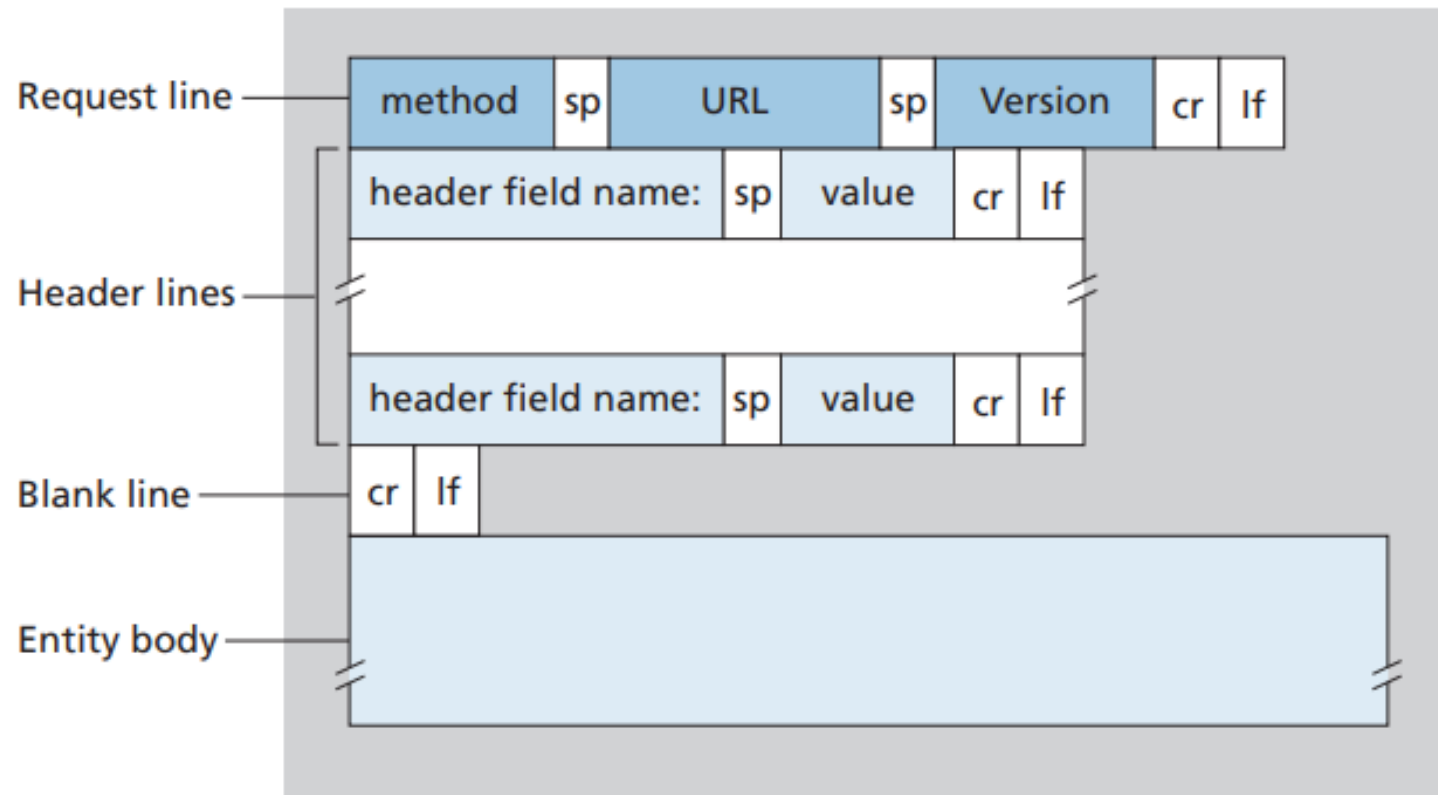 Request line method sp URL sp Version cr lf
header field name: sp value cr lf
Header lines
header field name: sp value cr lf
Blank line cr lf
Entity body